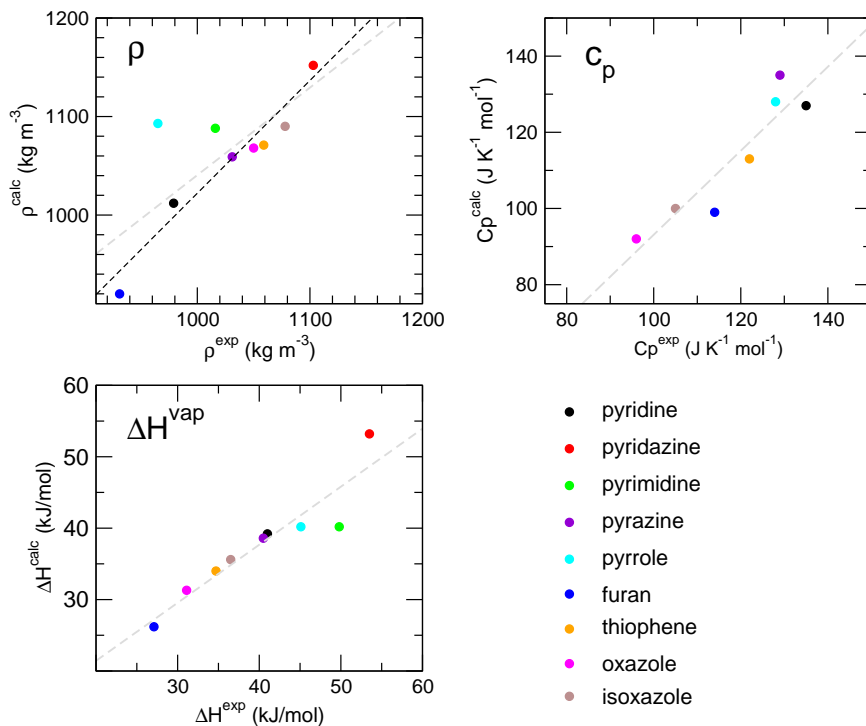 ρ
1200
1100
1000
ρ^calc (kg m^-3)
1000 1100 1200
ρ^exp (kg m^-3)
c_p
140
120
100
80
Cp^calc (J K^-1 mol^-1)
80 100 120 140
Cp^exp (J K^-1 mol^-1)
ΔH^vap
60
50
40
30
ΔH^calc (kJ/mol)
30 40 50 60
ΔH^exp (kJ/mol)
pyridine
pyridazine
pyrimidine
pyrazine
pyrrole
furan
thiophene
oxazole
isoxazole